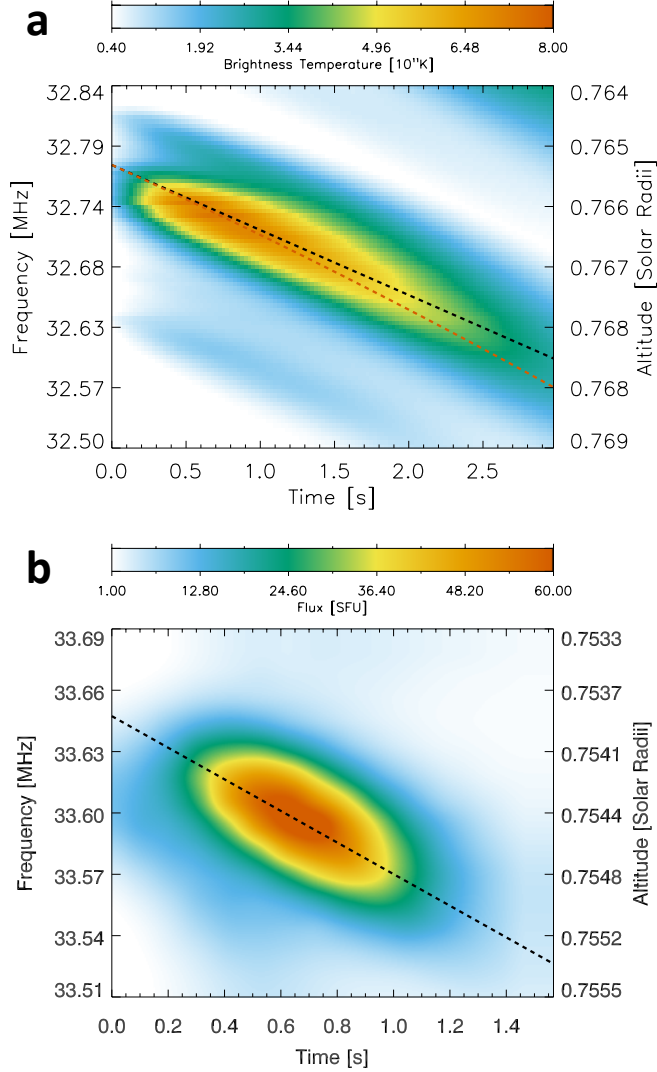 a
0.40 1.92 3.44 4.96 6.48 8.00
Brightness Temperature [10''K]
32.84 0.764
32.79 0.765
32.74 0.766
32.68 0.767
32.63 0.768
32.57 0.768
32.50 0.769
Frequency [MHz]
Altitude [Solar Radii]
0.0 0.5 1.0 1.5 2.0 2.5
Time [s]
b
1.00 12.80 24.60 36.40 48.20 60.00
Flux [SFU]
33.69 0.7533
33.66 0.7537
33.63 0.7541
33.60 0.7544
33.57 0.7548
33.54 0.7552
33.51 0.7555
Frequency [MHz]
Altitude [Solar Radii]
0.0 0.2 0.4 0.6 0.8 1.0 1.2 1.4
Time [s]